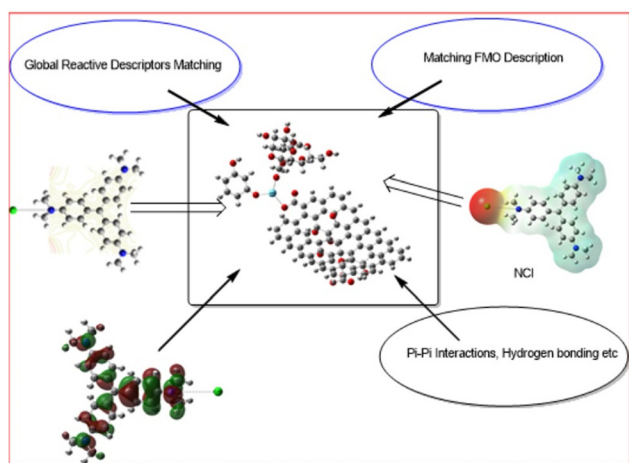 Global Reactive Descriptors Matching
Matching FMO Description
NCI
Pi-Pi Interactions, Hydrogen bonding etc